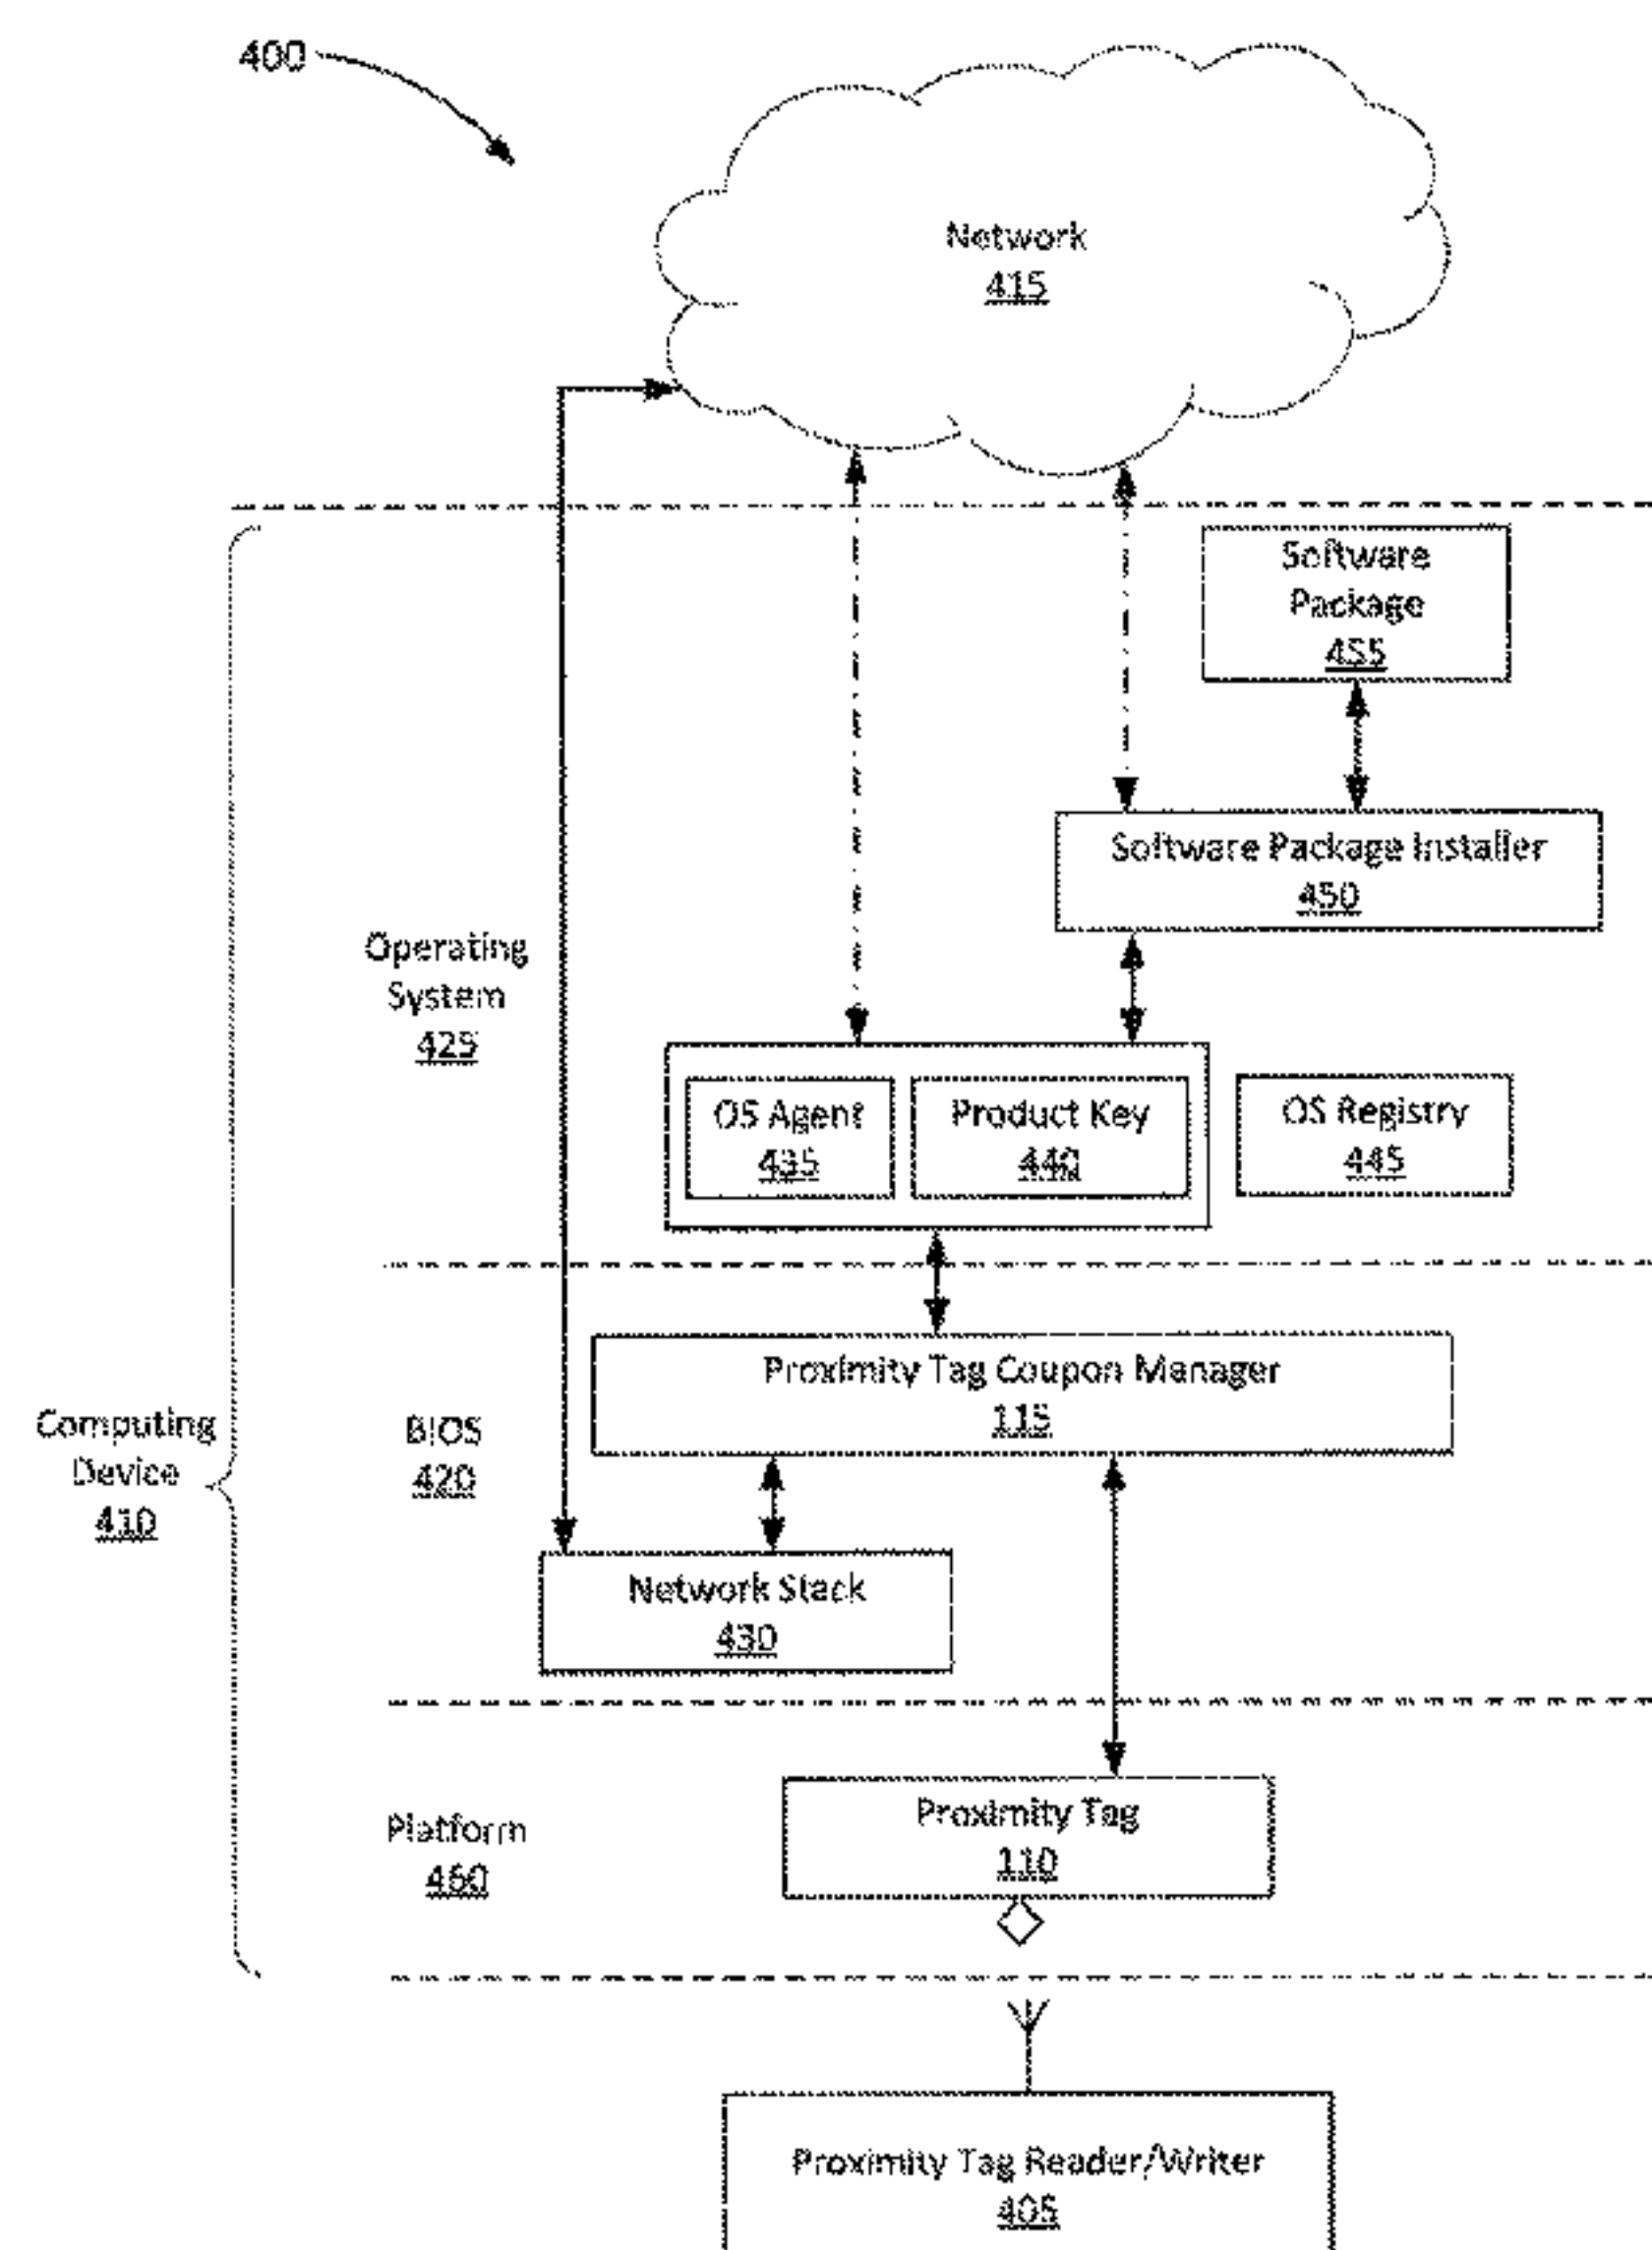 400
Network
415
Software
Package
455
Software Package Installer
450
Operating
System
425
OS Agent
435
Product Key
440
OS Registry
445
Proximity Tag Coupon Manager
115
Computing
Device
410
BIOS
420
Network Stack
430
Platform
460
Proximity Tag
110
Proximity Tag Reader/Writer
405